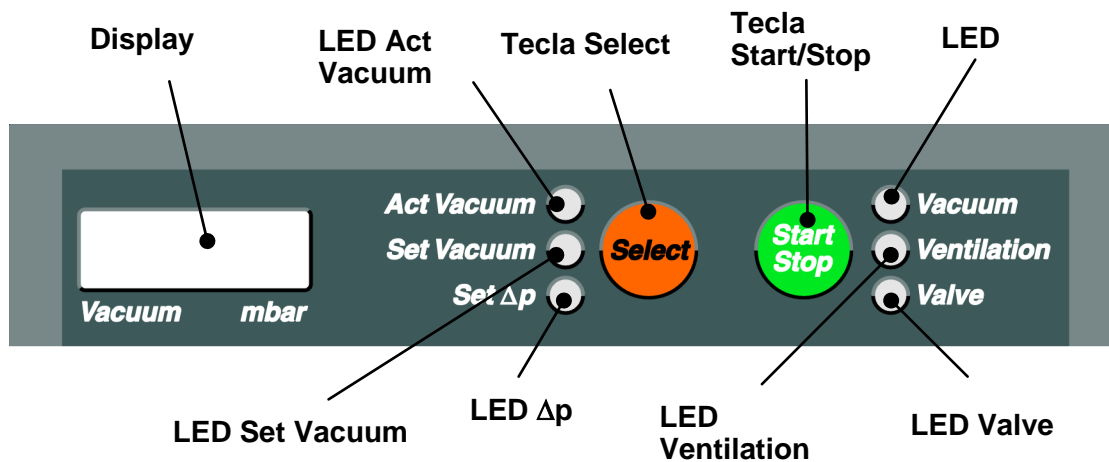 Display
LED Act
Vacuum
Tecla Select
Tecla
Start/Stop
LED
Act Vacuum
Set Vacuum
Set Δp
Select
Start
Stop
Vacuum
Ventilation
Valve
Vacuum mbar
LED Set Vacuum
LED Δp
LED
Ventilation
LED Valve